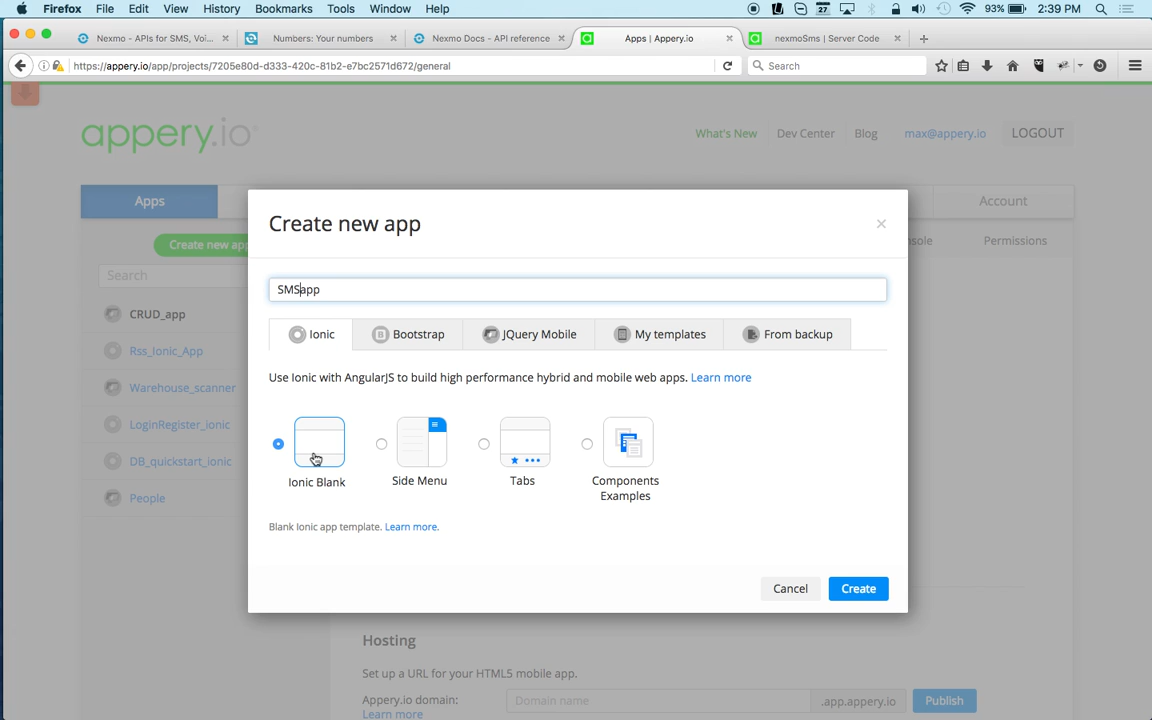 Firefox File Edit View History Bookmarks Tools Window Help 27 93% 2:39 PM
Nexmo - APIs for SMS, Voi... Numbers: Your numbers Nexmo Docs - API reference Apps | Appery.io nexmoSms | Server Code
https://appery.io/app/projects/7205e80d-d333-420c-81b2-e7bc2571d672/general Search
appery.io What's New Dev Center Blog max@appery.io LOGOUT
Apps Account
Create new app
Create new app × nsole Permissions
Search
SMSapp
CRUD_app
Ionic Bootstrap JQuery Mobile My templates From backup
Rss_Ionic_App
Use Ionic with AngularJS to build high performance hybrid and mobile web apps. Learn more
Warehouse_scanner
LoginRegister_ionic
DB_quickstart_ionic
Ionic Blank Side Menu Tabs Components
Examples
People
Blank Ionic app template. Learn more.
Cancel Create
Hosting
Set up a URL for your HTML5 mobile app.
Appery.io domain: Domain name .app.appery.io Publish
Learn more